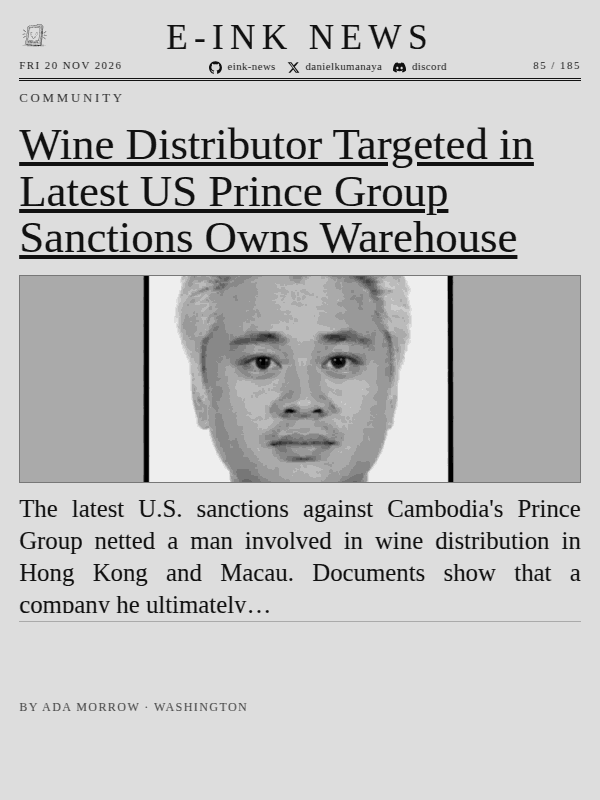 E-INK NEWS
FRI 20 NOV 2026
eink-news danielkumanaya discord
85 / 185
COMMUNITY
Wine Distributor Targeted in
Latest US Prince Group
Sanctions Owns Warehouse
The latest U.S. sanctions against Cambodia's Prince
Group netted a man involved in wine distribution in
Hong Kong and Macau. Documents show that a
company he ultimately…
BY ADA MORROW · WASHINGTON